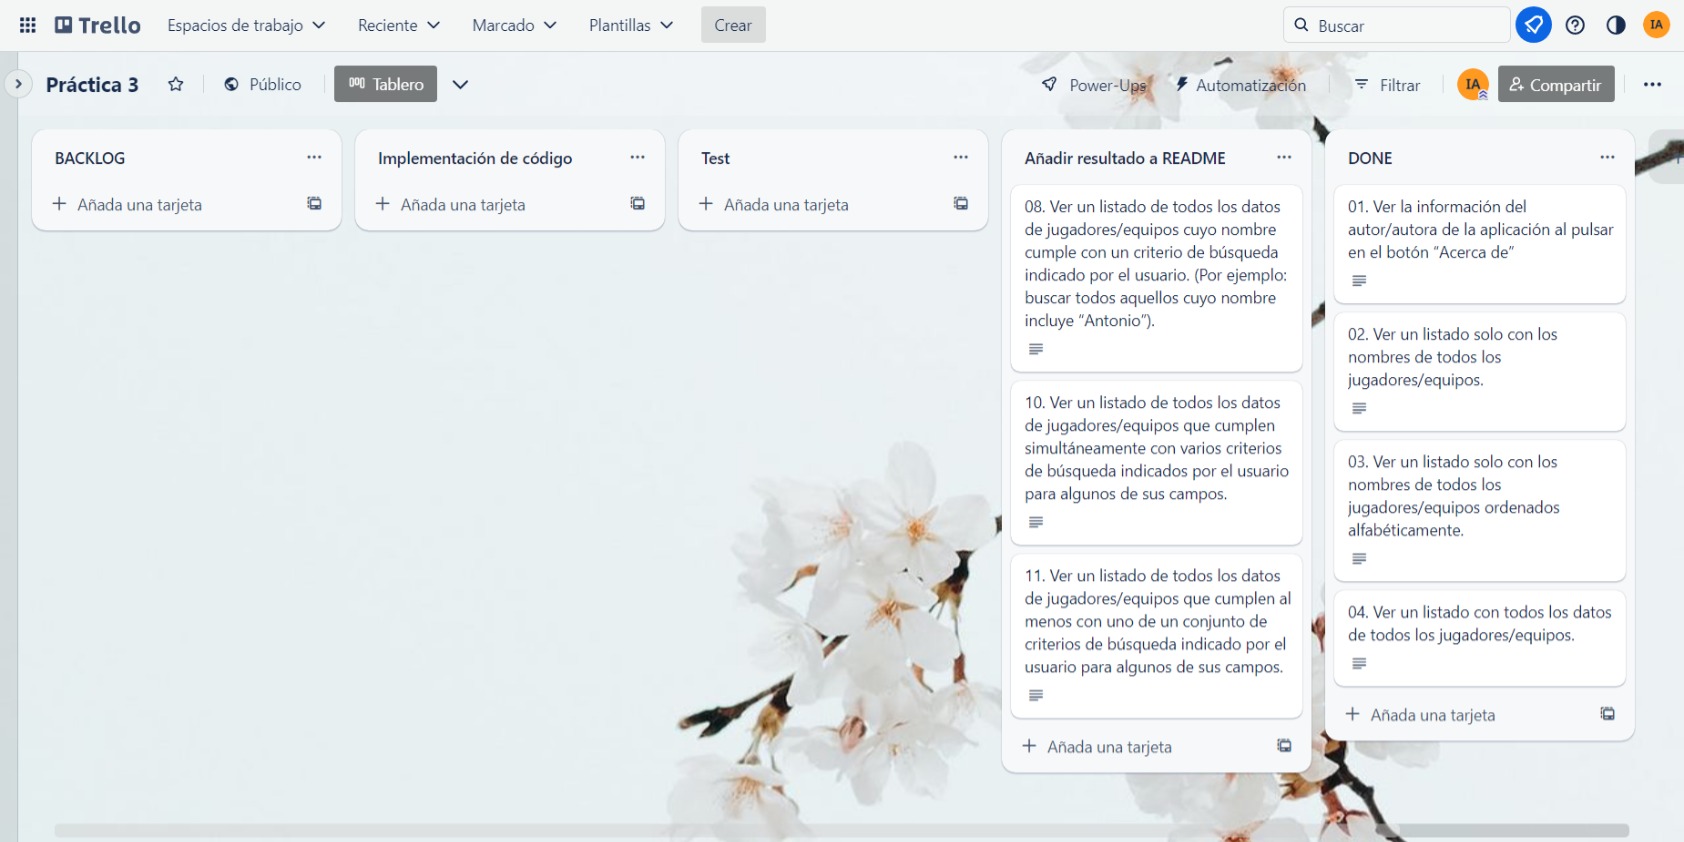 Trello
Espacios de trabajo
Reciente
Marcado
Plantillas
Crear
Buscar
IA
Práctica 3
Público
Tablero
Power-Ups
Automatización
Filtrar
IA
Compartir
BACKLOG
Añada una tarjeta
Implementación de código
Añada una tarjeta
Test
Añada una tarjeta
Añadir resultado a README
08. Ver un listado de todos los datos
de jugadores/equipos cuyo nombre
cumple con un criterio de búsqueda
indicado por el usuario. (Por ejemplo:
buscar todos aquellos cuyo nombre
incluye “Antonio”).
10. Ver un listado de todos los datos
de jugadores/equipos que cumplen
simultáneamente con varios criterios
de búsqueda indicados por el usuario
para algunos de sus campos.
11. Ver un listado de todos los datos
de jugadores/equipos que cumplen al
menos con uno de un conjunto de
criterios de búsqueda indicado por el
usuario para algunos de sus campos.
Añada una tarjeta
DONE
01. Ver la información del
autor/autora de la aplicación al pulsar
en el botón “Acerca de”
02. Ver un listado solo con los
nombres de todos los
jugadores/equipos.
03. Ver un listado solo con los
nombres de todos los
jugadores/equipos ordenados
alfabéticamente.
04. Ver un listado con todos los datos
de todos los jugadores/equipos.
Añada una tarjeta